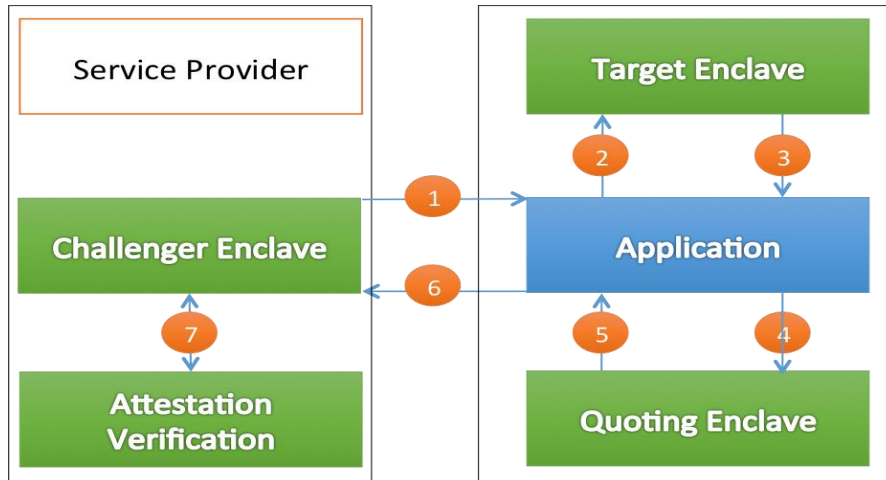 Service Provider
Target Enclave
2
3
1
Challenger Enclave
Application
6
7
5
4
Attestation
Verification
Quoting Enclave